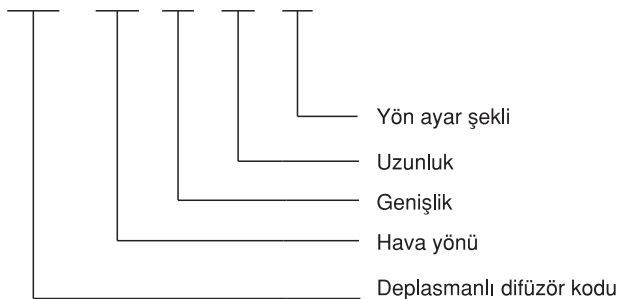 Yön ayar şekli
Uzunluk
Genişlik
Hava yönü
Deplasmanlı difüzör kodu